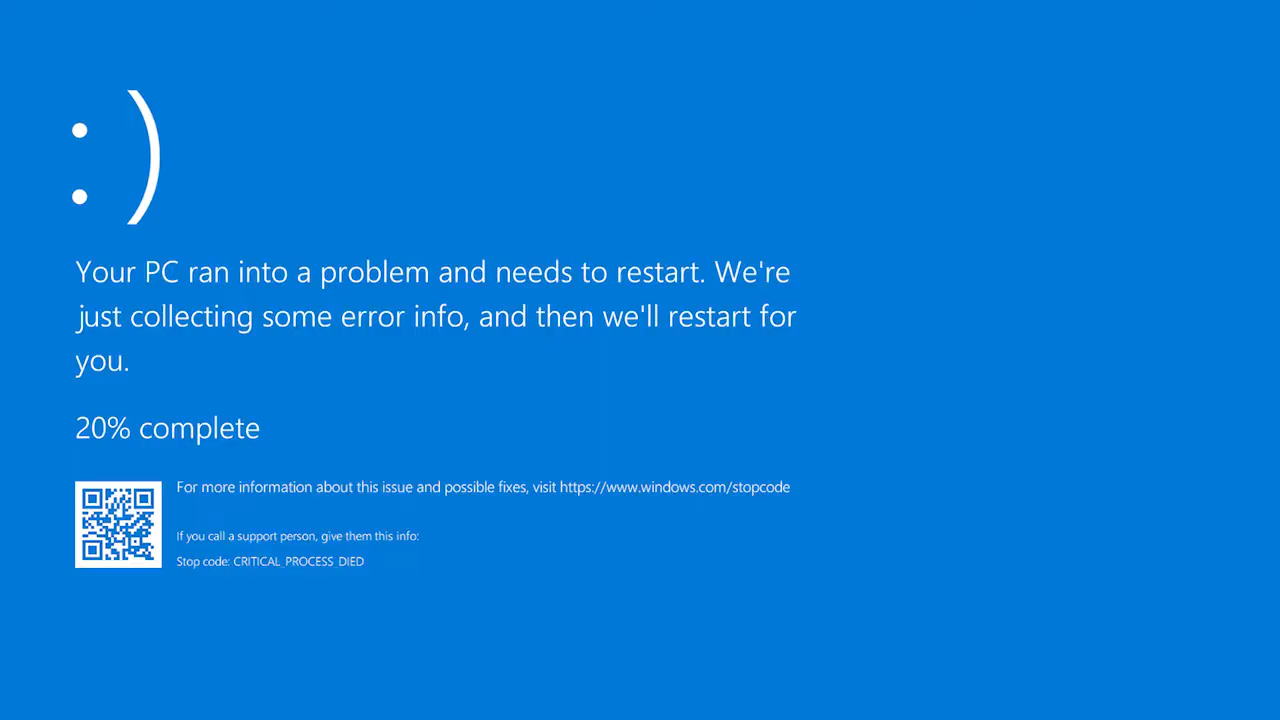 :)
Your PC ran into a problem and needs to restart. We're
just collecting some error info, and then we'll restart for
you.
20% complete
For more information about this issue and possible fixes, visit https://www.windows.com/stopcode
If you call a support person, give them this info:
Stop code: CRITICAL_PROCESS_DIED